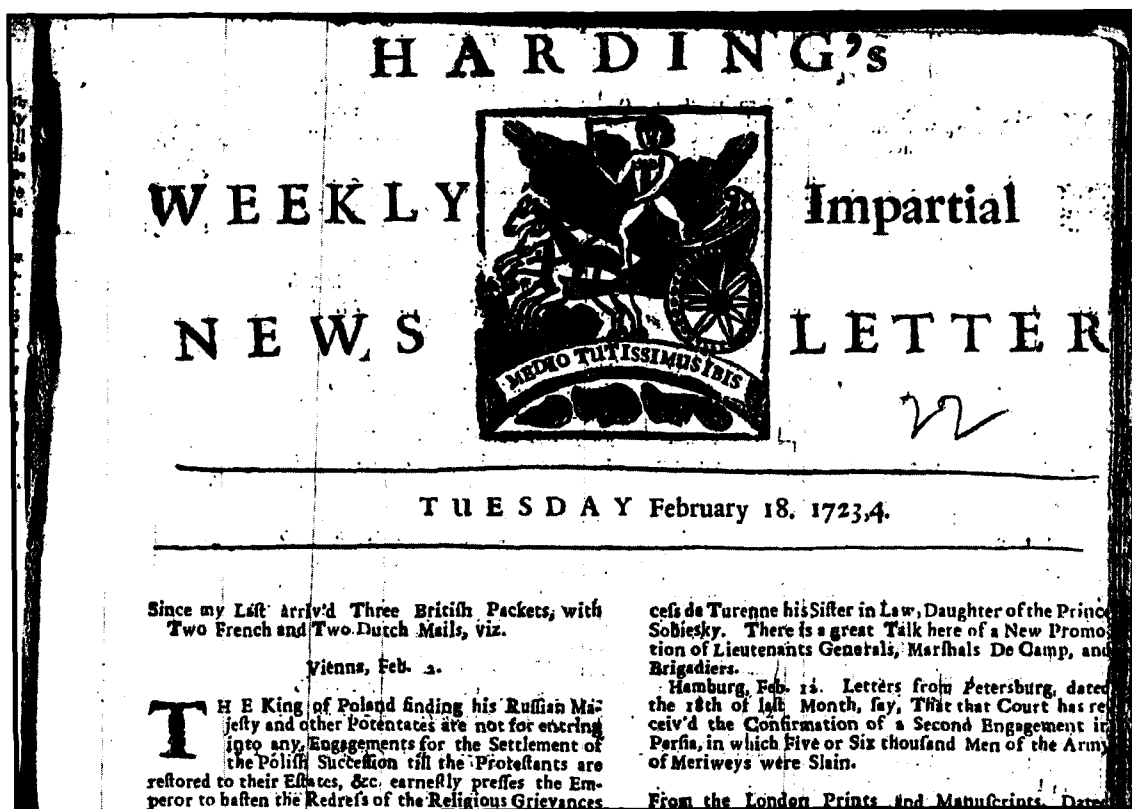 HARDING's
WEEKLY Impartial
NEWS LETTER
MEDIO TUTISSIMUS IBIS
TUESDAY February 18. 1723,4.
Since my Laſt arriv'd Three Britiſh Packets, with
Two French and Two Dutch Mails, viz.
Vienna, Feb. 2.
THE King of Poland finding his Ruſſian Ma-
jeſty and other Potentates are not for entring
into any Engagements for the Settlement of
the Poliſh Succeſſion till the Proteſtants are
reſtored to their Eſtates, &c. earneſtly preſſes the Em-
peror to haſten the Redreſs of the Religious Grievances
ceſs de Turenne his Siſter in Law, Daughter of the Prince
Sobiesky. There is a great Talk here of a New Promo
tion of Lieutenants Generals, Marſhals De Camp, and
Brigadiers.
Hamburg, Feb. 12. Letters from Petersburg, dated
the 18th of laſt Month, ſay, That that Court has re
ceiv'd the Confirmation of a Second Engagement in
Perſia, in which Five or Six thouſand Men of the Army
of Meriweys were Slain.
From the London Prints and Manuſcripts, Dated